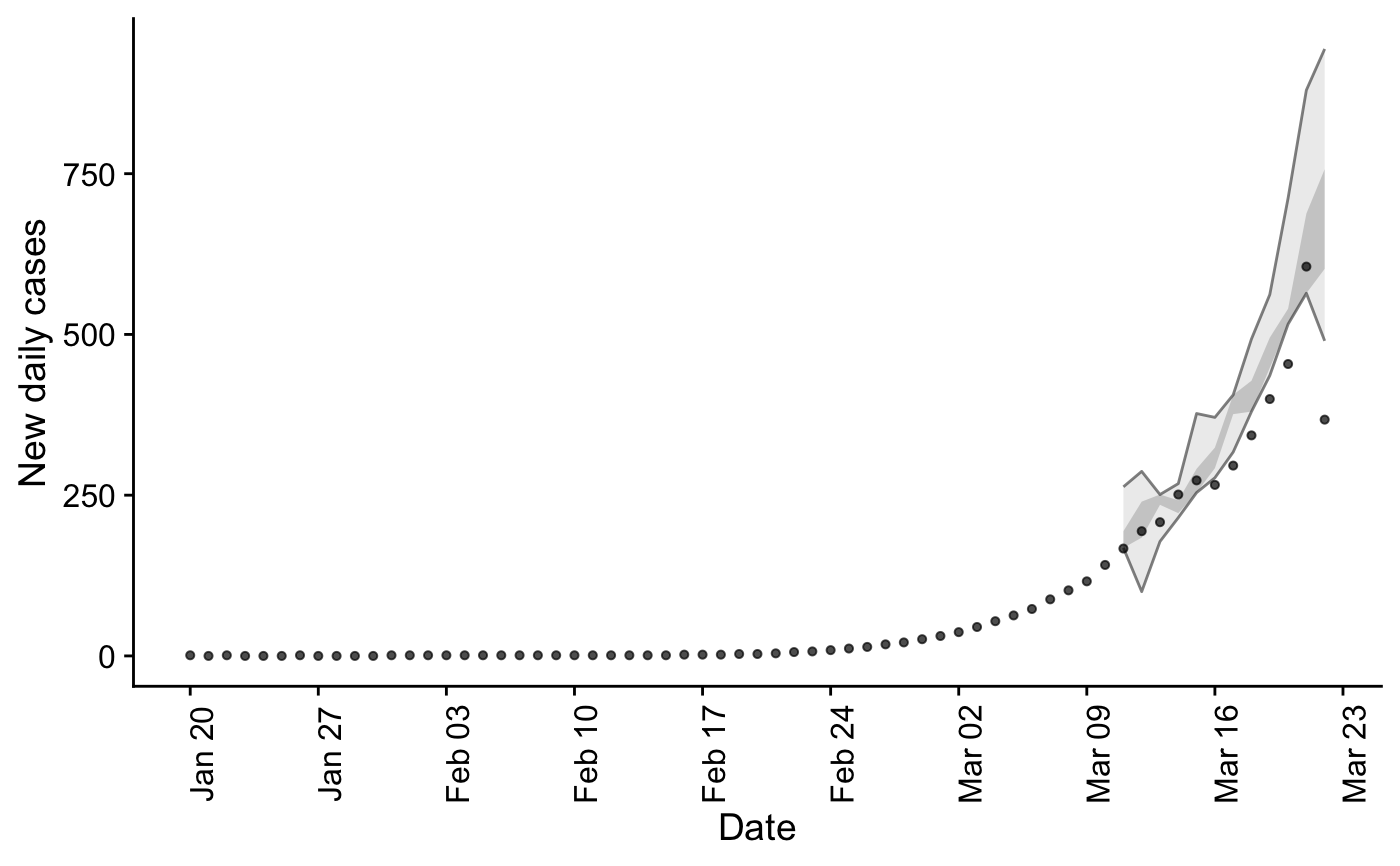 New daily cases
750
500
250
0
Jan 20
Jan 27
Feb 03
Feb 10
Feb 17
Feb 24
Mar 02
Mar 09
Mar 16
Mar 23
Date